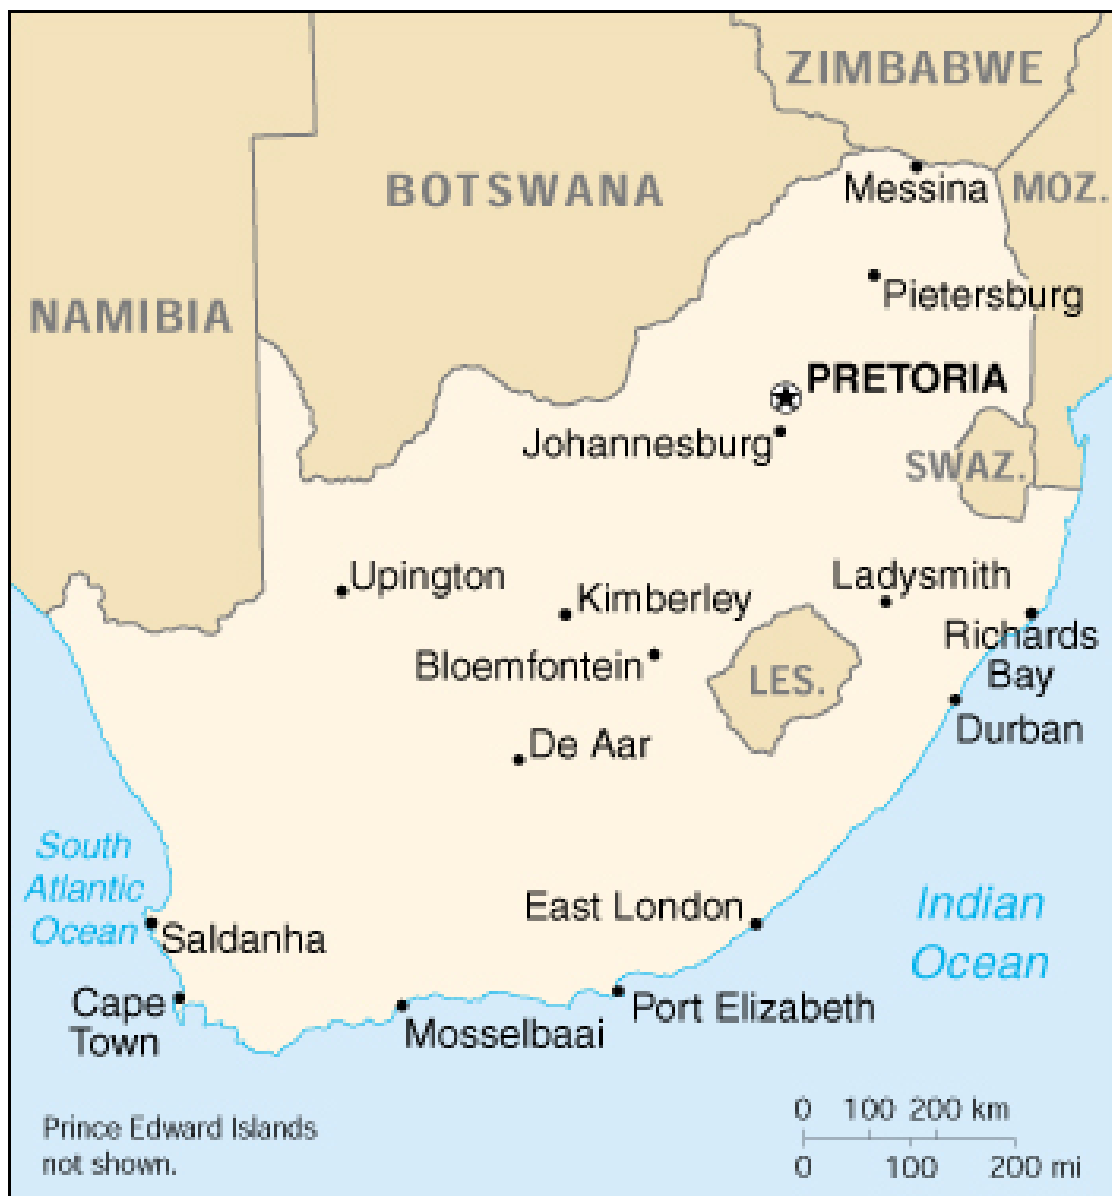 ZIMBABWE
BOTSWANA
Messina
MOZ.
NAMIBIA
Pietersburg
PRETORIA
Johannesburg
SWAZ.
Upington
Kimberley
Ladysmith
Richards
Bay
Bloemfontein
LES.
Durban
De Aar
South
Atlantic
Ocean
East London
Indian
Ocean
Saldanha
Cape
Town
Mosselbaai
Port Elizabeth
Prince Edward Islands
not shown.
0 100 200 km
0 100 200 mi